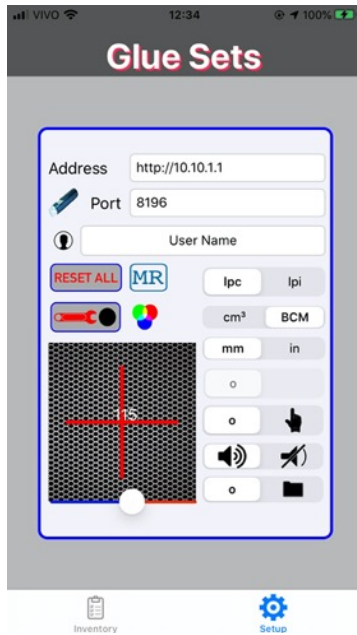 VIVO 12:34 100%
Glue Sets
Address http://10.10.1.1
Port 8196
User Name
RESET ALL MR lpc lpi
cm³ BCM
mm in
o
115
o
o
Inventory Setup